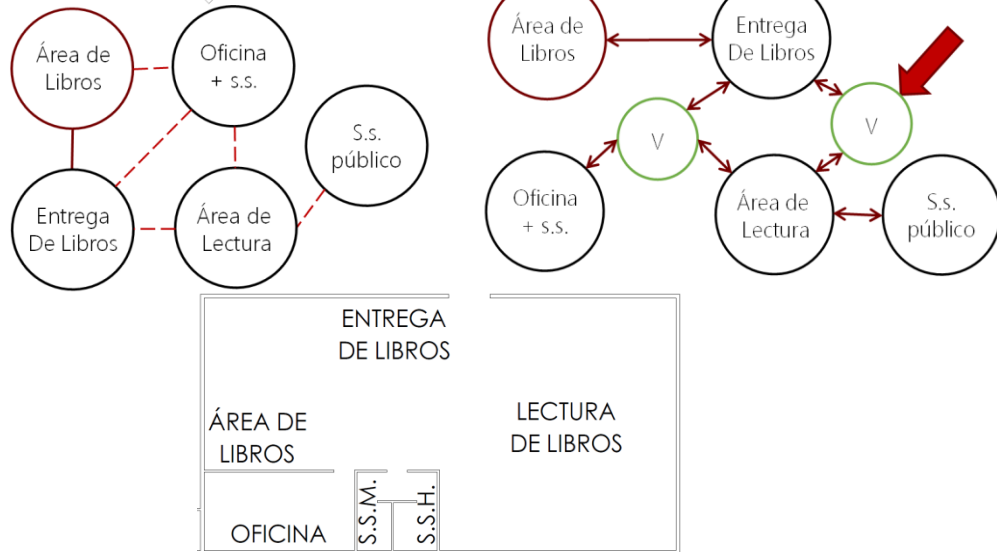 Área de
Libros
Oficina
+ s.s.
S.s.
público
Entrega
De Libros
Área de
Lectura
Área de
Libros
Entrega
De Libros
V
V
Oficina
+ s.s.
Área de
Lectura
S.s.
público
ENTREGA
DE LIBROS
ÁREA DE
LIBROS
LECTURA
DE LIBROS
OFICINA
S.S.M.
S.S.H.